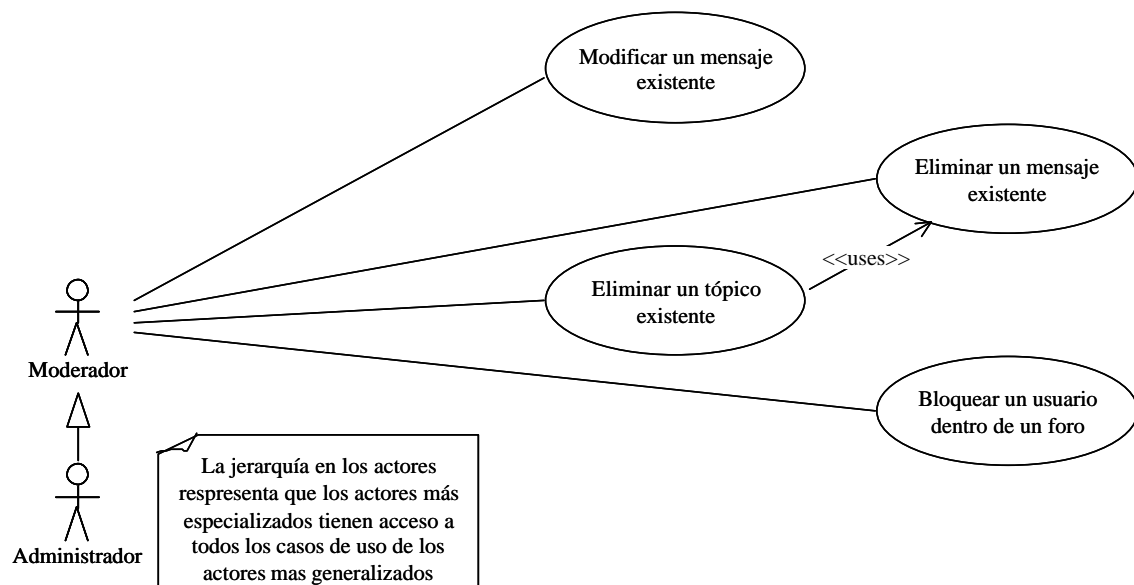 Modificar un mensaje
existente
Eliminar un mensaje
existente
<<uses>>
Eliminar un tópico
existente
Moderador
Bloquear un usuario
dentro de un foro
La jerarquía en los actores
respresenta que los actores más
especializados tienen acceso a
todos los casos de uso de los
actores mas generalizados
Administrador